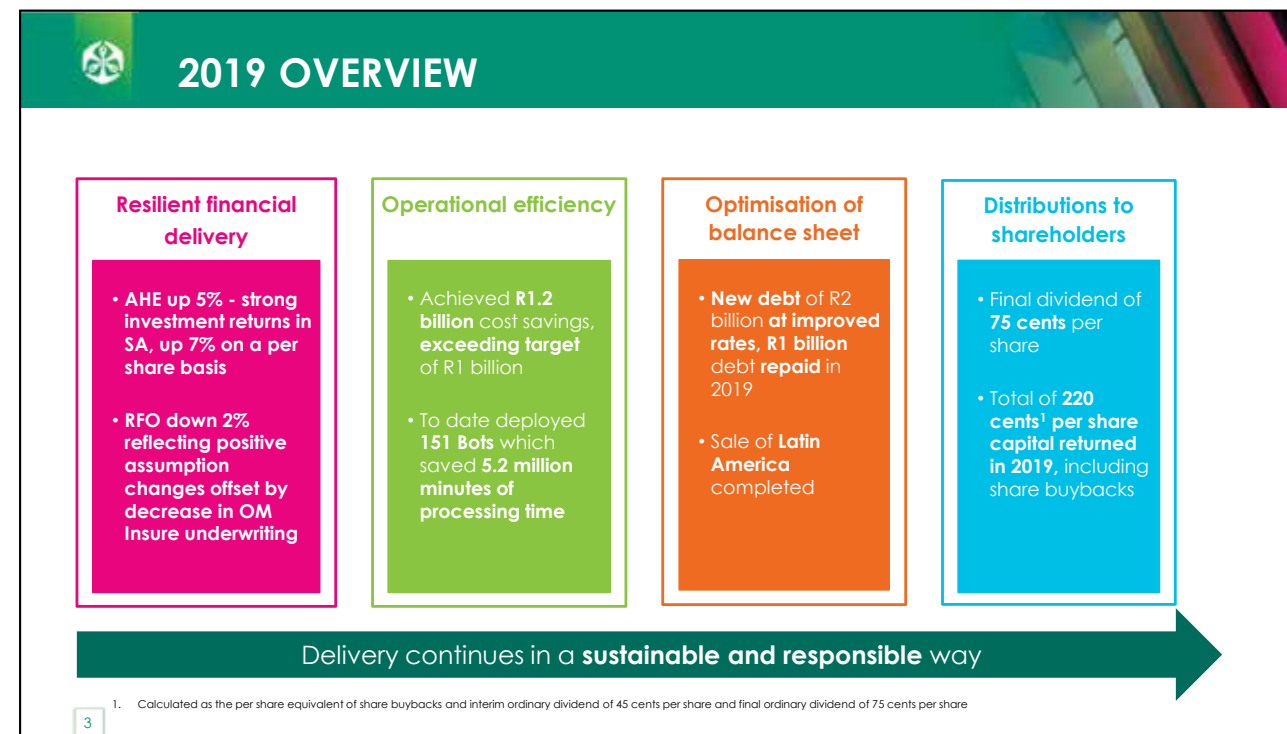 2019 OVERVIEW
Resilient financial
delivery
• AHE up 5% - strong
investment returns in
SA, up 7% on a per
share basis
• RFO down 2%
reflecting positive
assumption
changes offset by
decrease in OM
Insure underwriting
Operational efficiency
• Achieved R1.2
billion cost savings,
exceeding target
of R1 billion
• To date deployed
151 Bots which
saved 5.2 million
minutes of
processing time
Optimisation of
balance sheet
• New debt of R2
billion at improved
rates, R1 billion
debt repaid in
2019
• Sale of Latin
America
completed
Distributions to
shareholders
• Final dividend of
75 cents per
share
• Total of 220
cents¹ per share
capital returned
in 2019, including
share buybacks
Delivery continues in a sustainable and responsible way
1. Calculated as the per share equivalent of share buybacks and interim ordinary dividend of 45 cents per share and final ordinary dividend of 75 cents per share
3